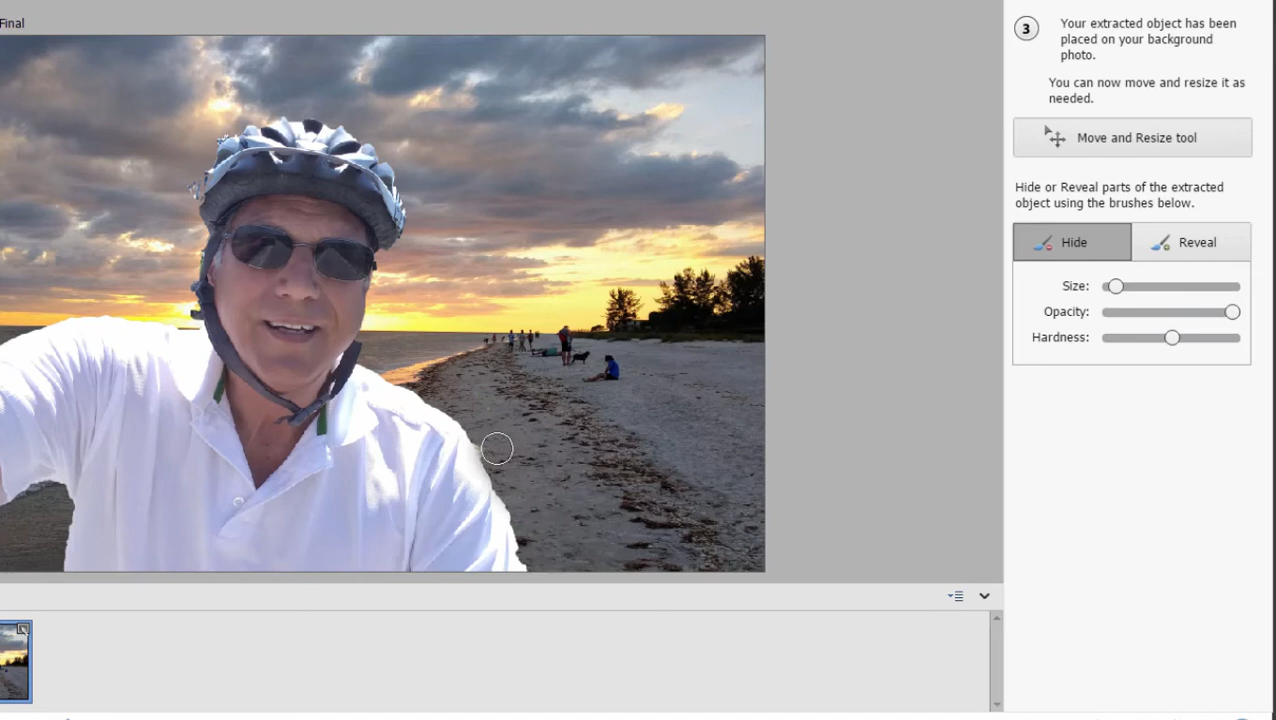 Final
3
Your extracted object has been
placed on your background
photo.
You can now move and resize it as
needed.
Move and Resize tool
Hide or Reveal parts of the extracted
object using the brushes below.
Hide
Reveal
Size:
Opacity:
Hardness: